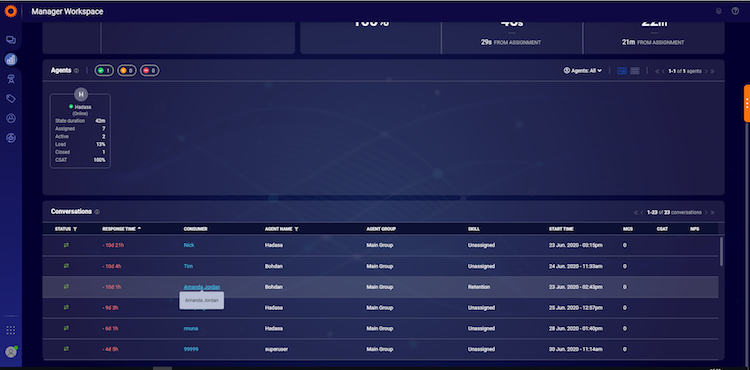 Manager Workspace
100% 48s 22m
29s FROM ASSIGNMENT 21m FROM ASSIGNMENT
Agents 1 0 0 Agents: All 1-1 of 1 agents
H
Hadasa
(Online)
State duration 42m
Assigned 7
Active 2
Load 13%
Closed 1
CSAT 100%
Conversations 1-23 of 23 conversations
STATUS RESPONSE TIME CONSUMER AGENT NAME AGENT GROUP SKILL START TIME MCS CSAT NPS
- 10d 21h Nick Hadasa Main Group Unassigned 23 Jun. 2020 - 03:15pm 0
- 10d 4h Tim Bohdan Main Group Unassigned 24 Jun. 2020 - 11:33am 0
- 10d 1h Amanda Jordan Bohdan Main Group Retention 23 Jun. 2020 - 02:43pm 0
Amanda Jordan
- 9d 3h Hadasa Main Group Unassigned 25 Jun. 2020 - 12:57pm 0
- 6d 1h muna Hadasa Main Group Unassigned 28 Jun. 2020 - 01:40pm 0
- 4d 5h 99999 superuser Main Group Unassigned 30 Jun. 2020 - 11:14am 0